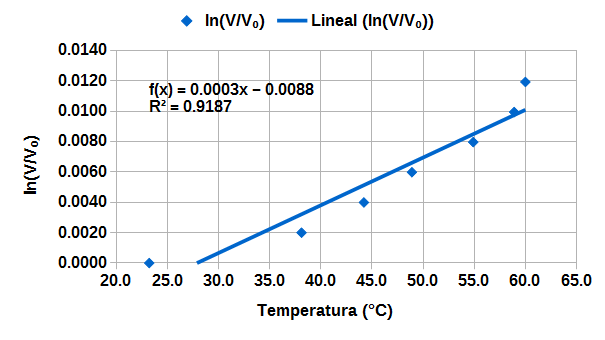 ln(V/V₀) Lineal (ln(V/V₀))
0.0140
0.0120
f(x) = 0.0003x − 0.0088
R² = 0.9187
0.0100
0.0080
0.0060
0.0040
0.0020
0.0000
ln(V/V₀)
20.0 25.0 30.0 35.0 40.0 45.0 50.0 55.0 60.0 65.0
Temperatura (°C)